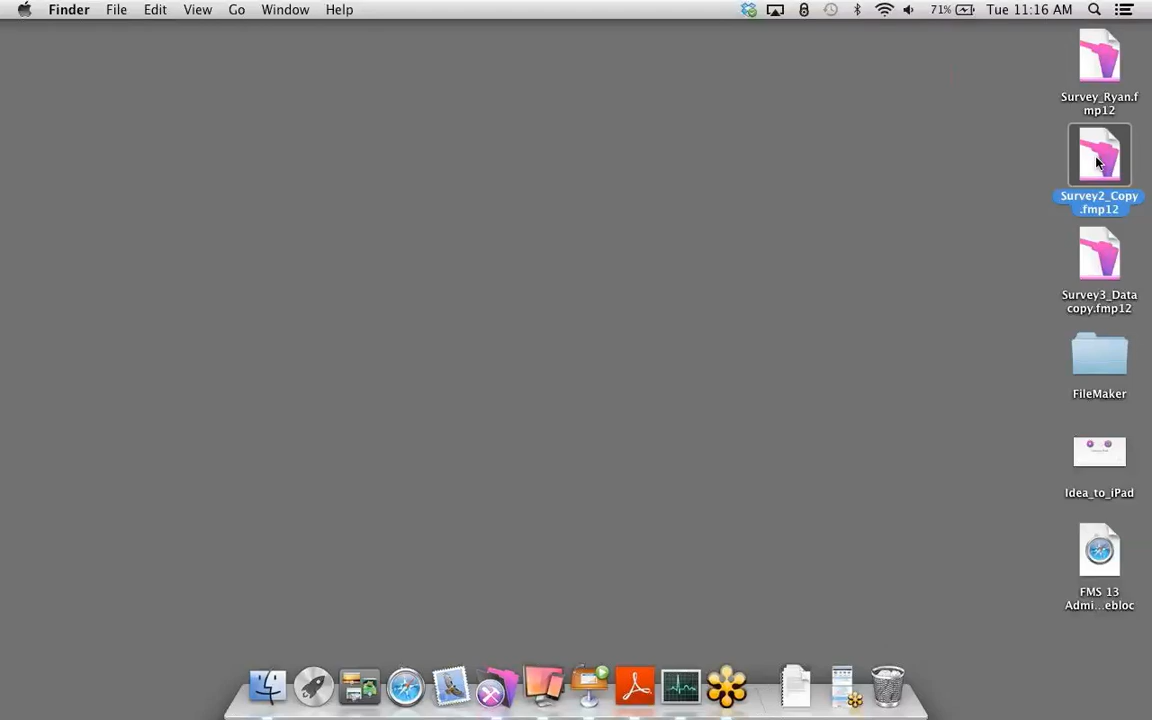 Finder File Edit View Go Window Help 71% Tue 11:16 AM
Survey_Ryan.f
mp12
Survey2_Copy
.fmp12
Survey3_Data
copy.fmp12
FileMaker
Idea_to_iPad
FMS 13
Admi...ebloc